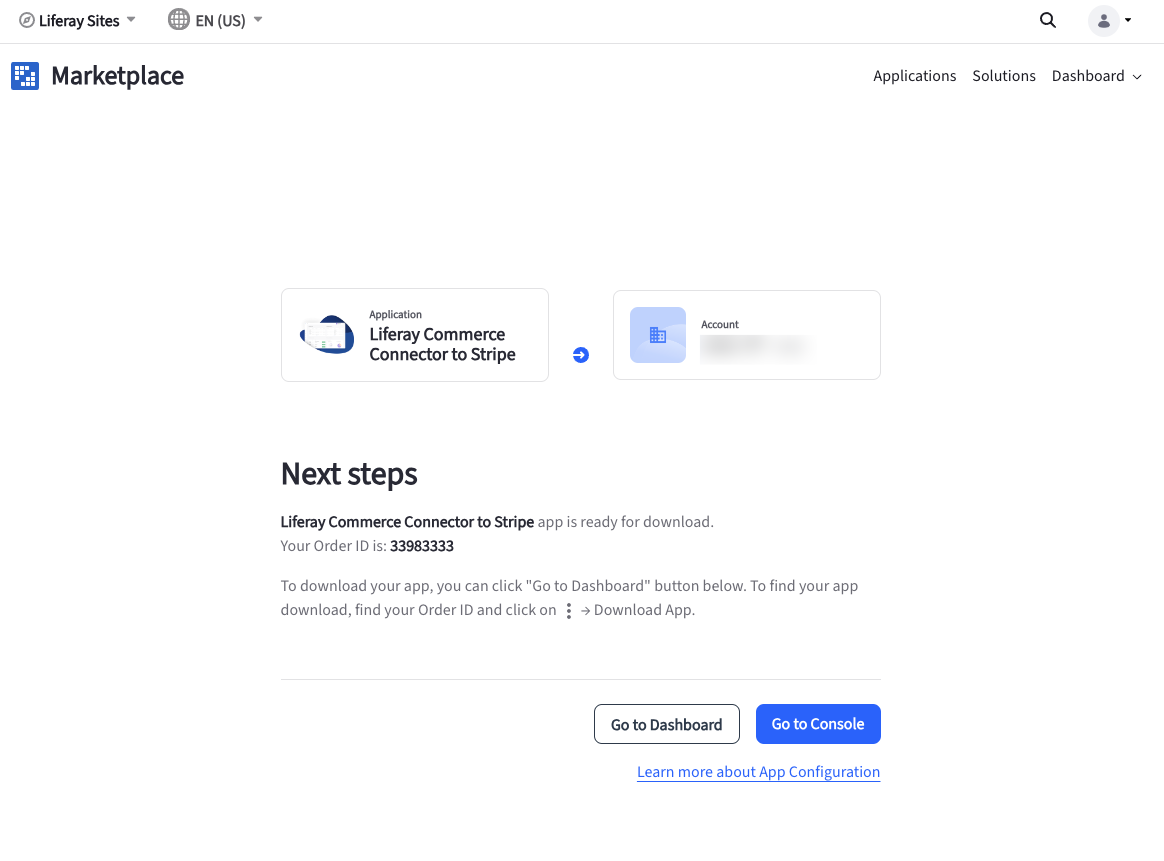 Liferay Sites
EN (US)
Marketplace
Applications
Solutions
Dashboard
Application
Liferay Commerce
Connector to Stripe
Account
Next steps
Liferay Commerce Connector to Stripe app is ready for download.
Your Order ID is: 33983333
To download your app, you can click "Go to Dashboard" button below. To find your app
download, find your Order ID and click on ⋮ → Download App.
Go to Dashboard
Go to Console
Learn more about App Configuration